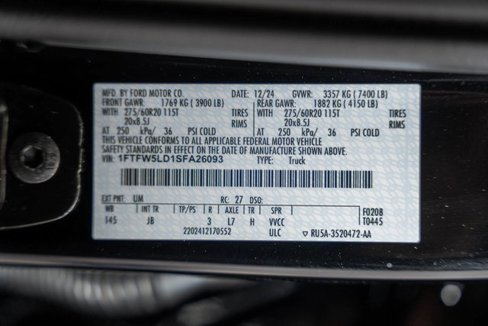 MFD. BY FORD MOTOR CO. 12/24 GVWR: 3357 KG (7400 LB)
FRONT GAWR: 1769 KG (3900 LB) REAR GAWR: 1882 KG (4150 LB)
WITH 275/60R20 115T TIRES WITH 275/60R20 115T TIRES
20x8.5J RIMS 20x8.5J RIMS
AT 250 kPa/ 36 PSI COLD AT 250 kPa/ 36 PSI COLD
THIS VEHICLE CONFORMS TO ALL APPLICABLE FEDERAL MOTOR VEHICLE
SAFETY STANDARDS IN EFFECT ON THE DATE OF MANUFACTURE SHOWN ABOVE.
VIN: 1FTFW5LD1SFA26093 TYPE: Truck
EXT PNT: UM RC: 27 DSO:
WB INT TR TP/PS R AXLE TR SPR F0208
145 JB 3 L7 H VVCC T0445
2202412170552 ULC RU5A-3520472-AA